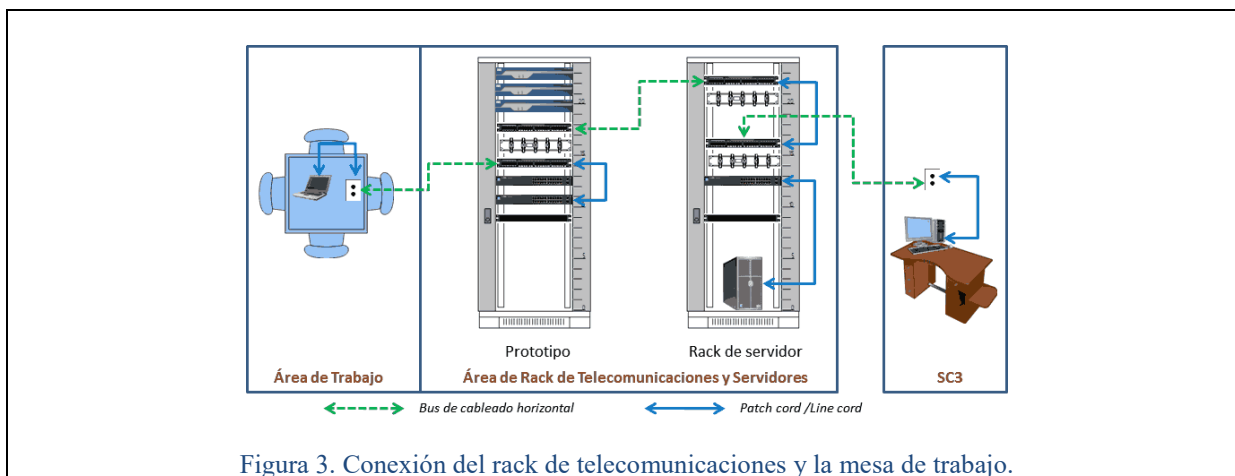 Prototipo
Rack de servidor
Área de Trabajo
Área de Rack de Telecomunicaciones y Servidores
SC3
Bus de cableado horizontal
Patch cord /Line cord
Figura 3. Conexión del rack de telecomunicaciones y la mesa de trabajo.